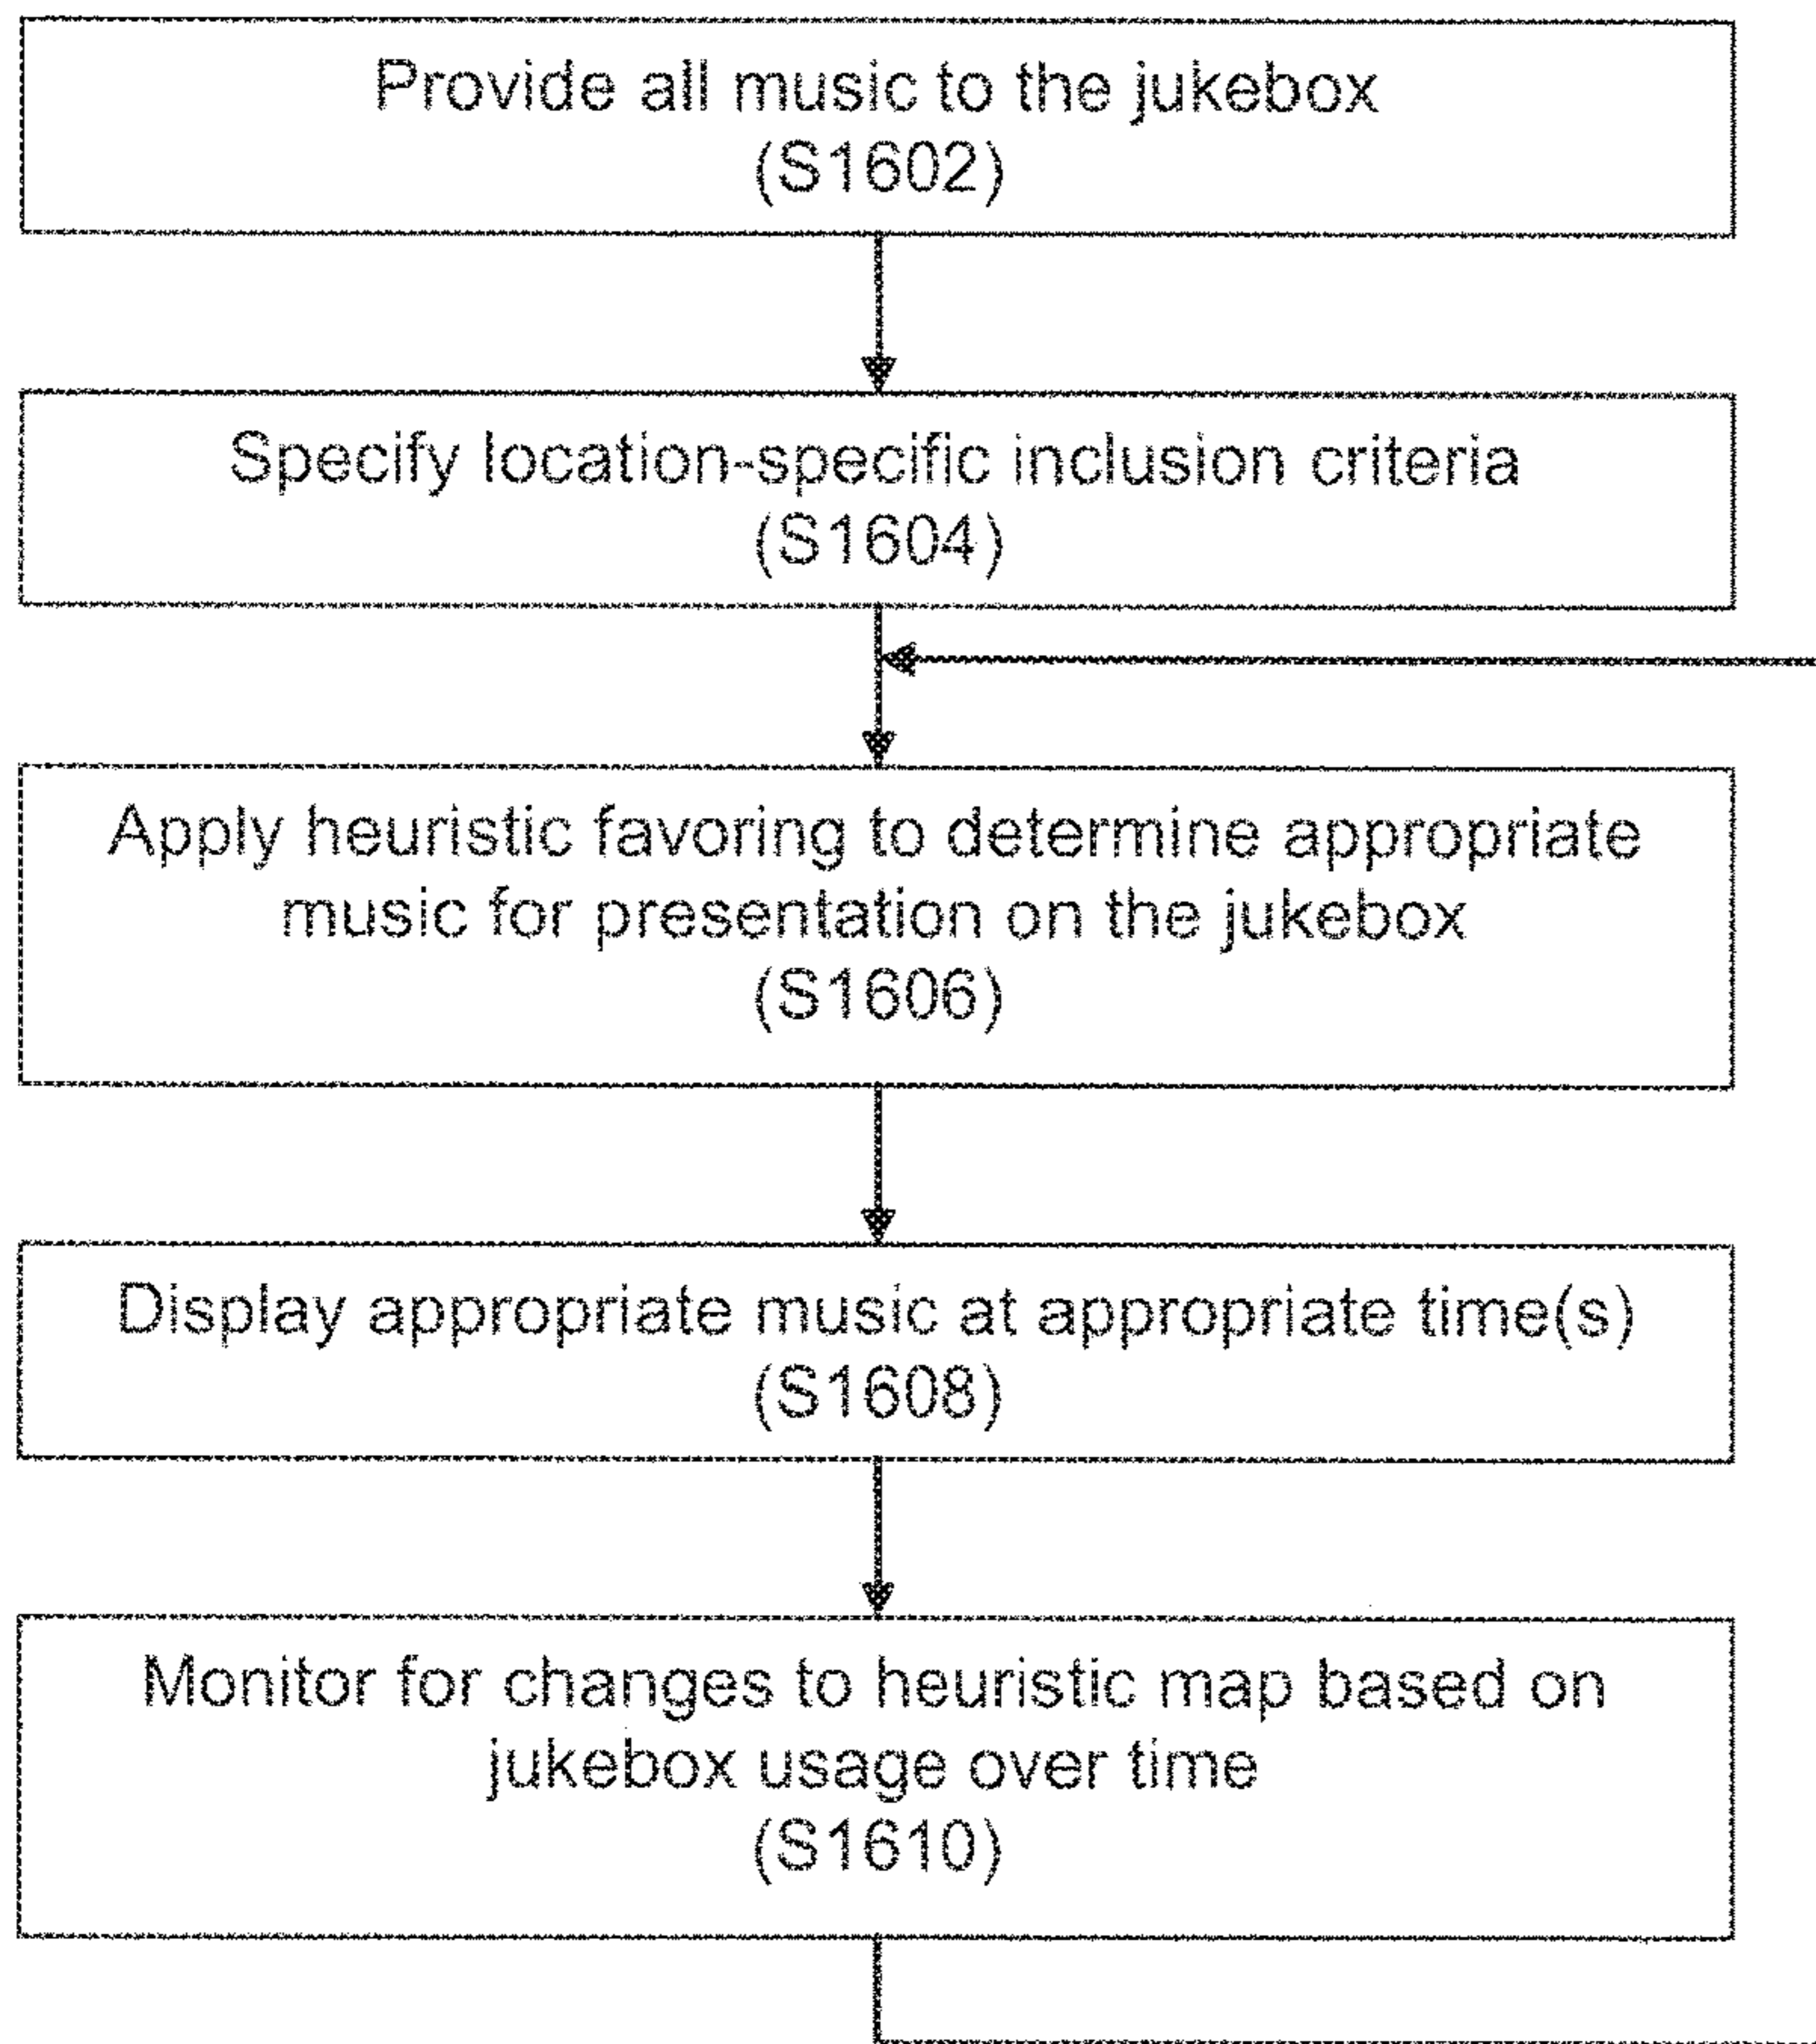 Provide all music to the jukebox
(S1602)
Specify location-specific inclusion criteria
(S1604)
Apply heuristic favoring to determine appropriate
music for presentation on the jukebox
(S1606)
Display appropriate music at appropriate time(s)
(S1608)
Monitor for changes to heuristic map based on
jukebox usage over time
(S1610)